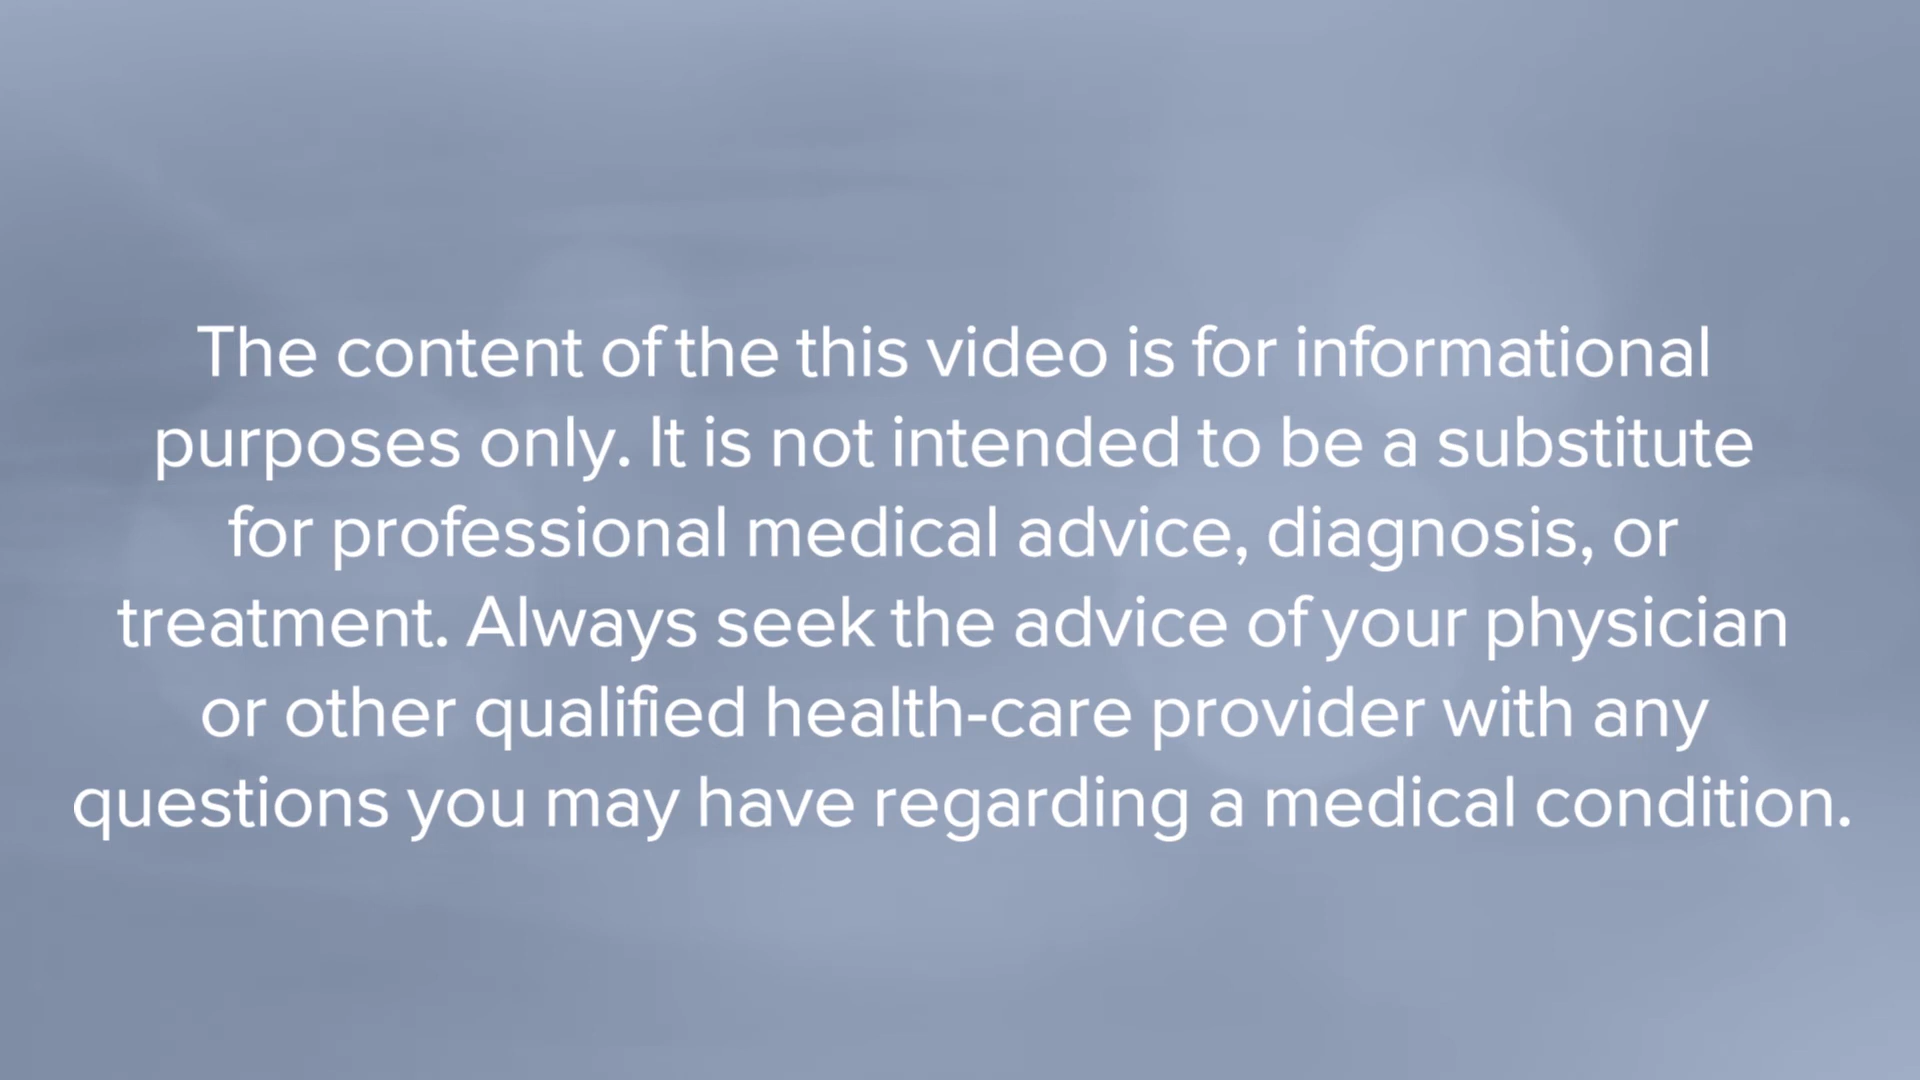 The content of the this video is for informational
purposes only. It is not intended to be a substitute
for professional medical advice, diagnosis, or
treatment. Always seek the advice of your physician
or other qualified health-care provider with any
questions you may have regarding a medical condition.